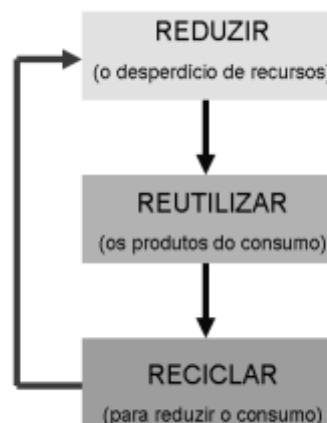 REDUZIR
(o desperdício de recursos)
REUTILIZAR
(os produtos do consumo)
RECICLAR
(para reduzir o consumo)